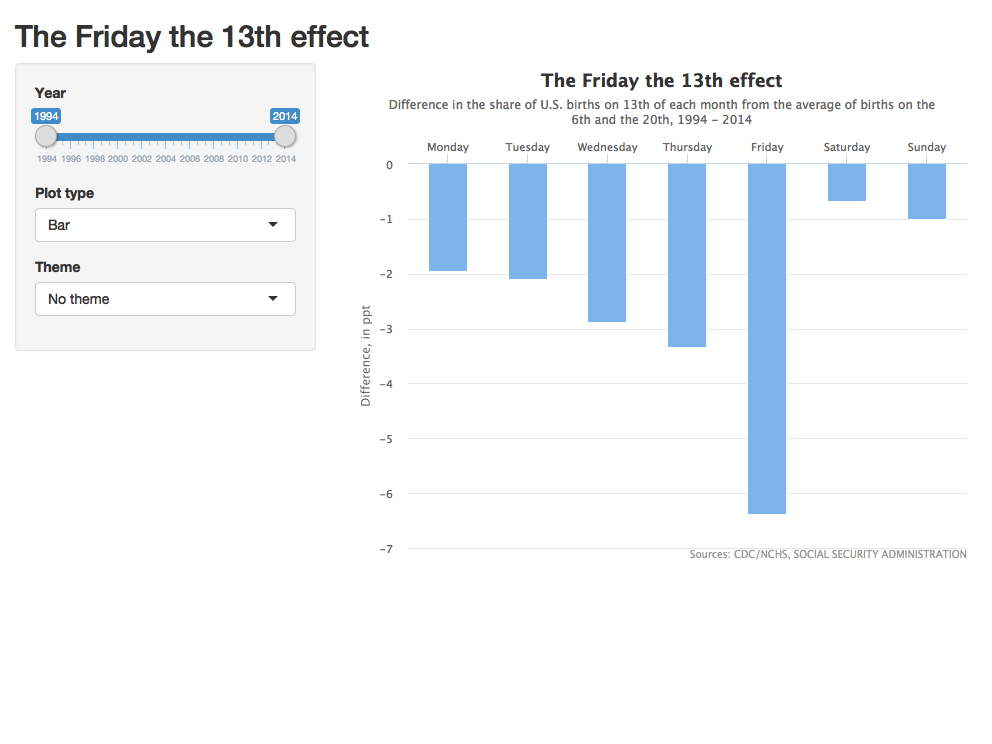 The Friday the 13th effect
Year
1994 2014
1994 1996 1998 2000 2002 2004 2006 2008 2010 2012 2014
Plot type
Bar
Theme
No theme
The Friday the 13th effect
Difference in the share of U.S. births on 13th of each month from the average of births on the
6th and the 20th, 1994 – 2014
Monday Tuesday Wednesday Thursday Friday Saturday Sunday
Difference, in ppt
0
−1
−2
−3
−4
−5
−6
−7
Sources: CDC/NCHS, SOCIAL SECURITY ADMINISTRATION